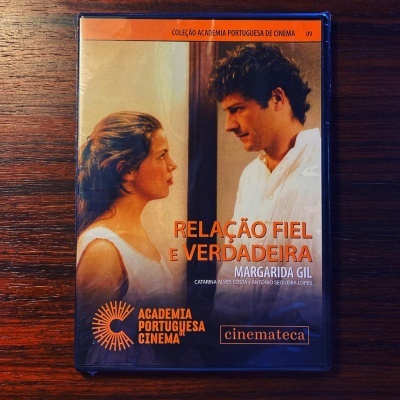 COLEÇÃO ACADEMIA PORTUGUESA DE CINEMA 09
RELAÇÃO FIEL
E VERDADEIRA
MARGARIDA GIL
CATARINA ALVES COSTA E ANTÓNIO SEQUEIRA LOPES
ACADEMIA
PORTUGUESA
DE CINEMA
cinemateca